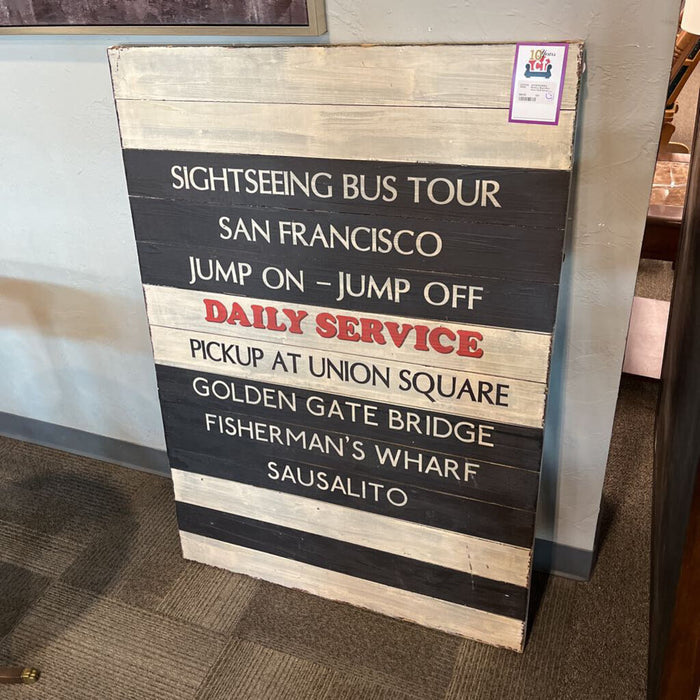 SIGHTSEEING BUS TOUR
SAN FRANCISCO
JUMP ON – JUMP OFF
DAILY SERVICE
PICKUP AT UNION SQUARE
GOLDEN GATE BRIDGE
FISHERMAN'S WHARF
SAUSALITO